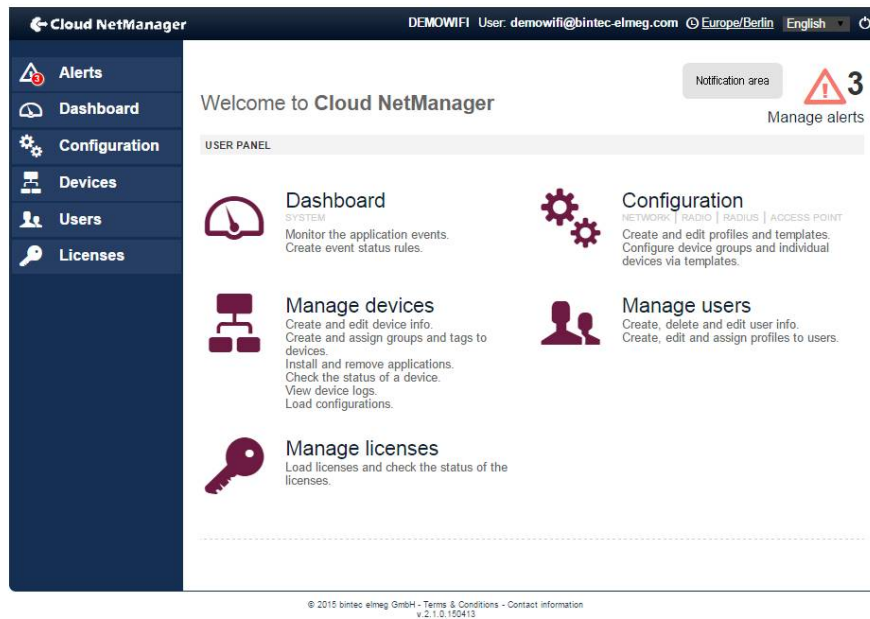 Cloud NetManager
DEMOWIFI User: demowifi@bintec-elmeg.com Europe/Berlin English
3
Alerts
Dashboard
Configuration
Devices
Users
Licenses
Welcome to Cloud NetManager
Notification area
3
Manage alerts
USER PANEL
Dashboard
SYSTEM
Monitor the application events.
Create event status rules.
Configuration
NETWORK | RADIO | RADIUS | ACCESS POINT
Create and edit profiles and templates.
Configure device groups and individual
devices via templates.
Manage devices
Create and edit device info.
Create and assign groups and tags to
devices.
Install and remove applications.
Check the status of a device.
View device logs.
Load configurations.
Manage users
Create, delete and edit user info.
Create, edit and assign profiles to users.
Manage licenses
Load licenses and check the status of the
licenses.
© 2015 bintec elmeg GmbH - Terms & Conditions - Contact information
v.2.1.0.150413